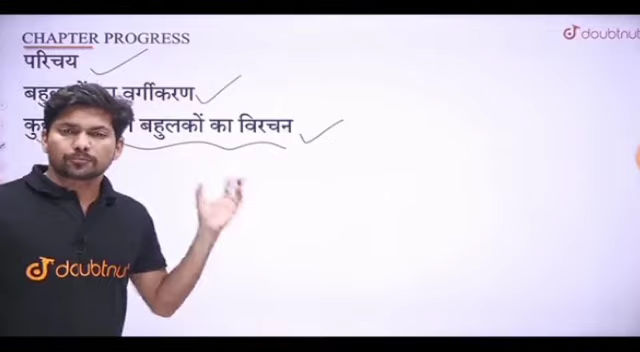 CHAPTER PROGRESS
doubtnut
परिचय
वर्गीकरण
बहुलकों का विरचन
doubtnut